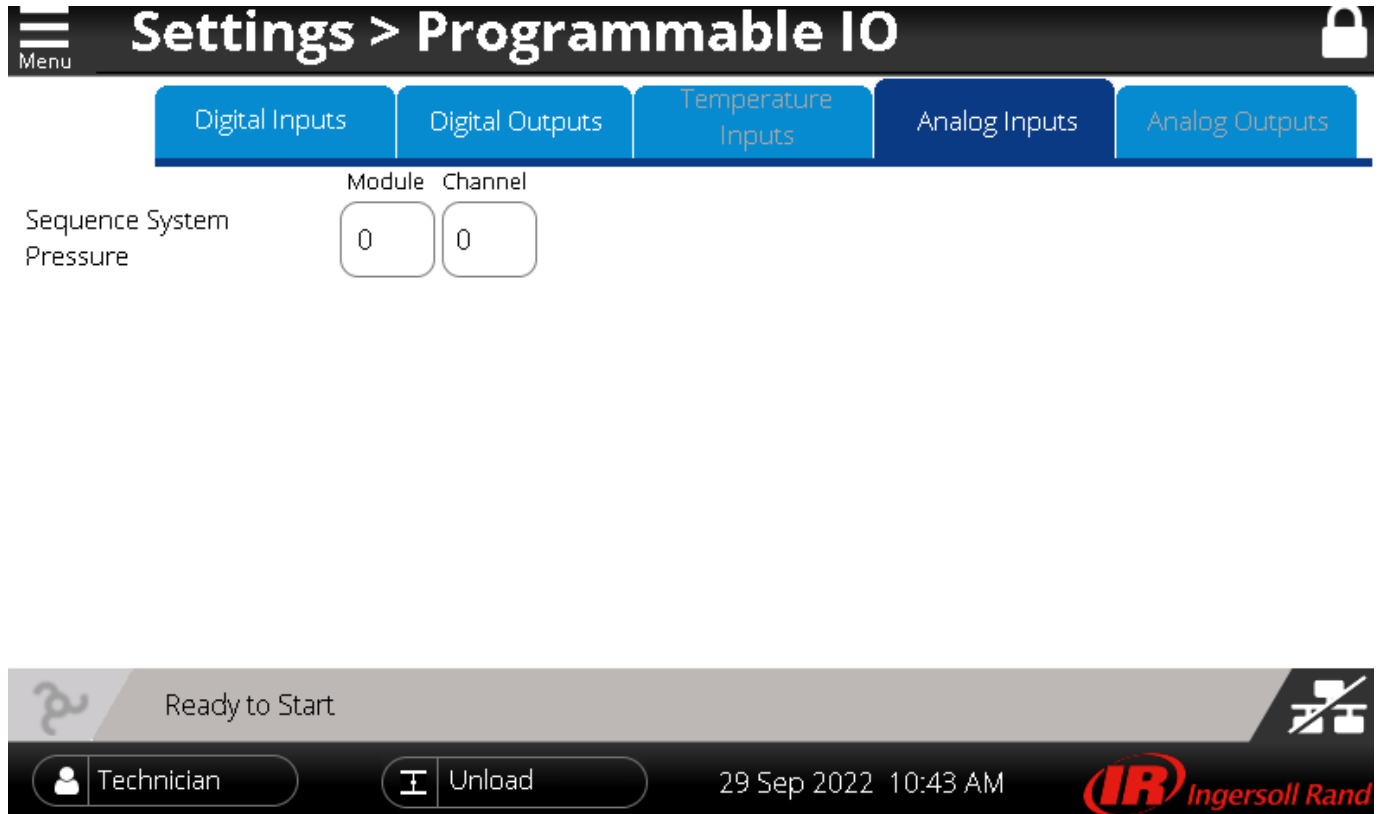 Settings > Programmable IO
Menu
Digital Inputs
Digital Outputs
Temperature
Inputs
Analog Inputs
Analog Outputs
Module Channel
Sequence System
Pressure
0 0
Ready to Start
Technician
Unload
29 Sep 2022 10:43 AM
IR Ingersoll Rand